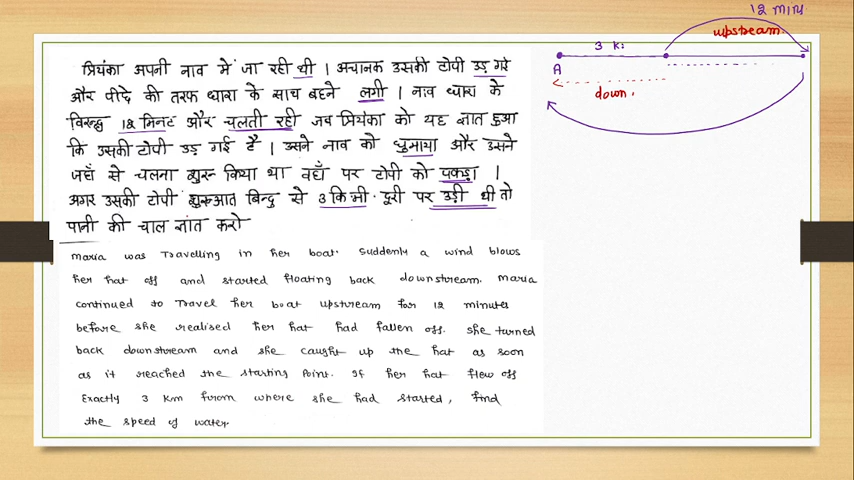 12 mins
upstream.
3 K
A
down.
प्रियंका अपनी नाव में जा रही थी । अचानक उसकी टोपी उड़ गई
और पीछे की तरफ धारा के साथ बहने लगी । नाव धारा के
विरुद्ध 12 मिनट और चलती रही जब प्रियंका को यह ज्ञात हुआ
कि उसकी टोपी उड़ गई है । उसने नाव को घुमाया और उसने
जहाँ से चलना शुरू किया था वहाँ पर टोपी को पकड़ा ।
अगर उसकी टोपी शुरुआत बिन्दु से 3 कि.मी. दूरी पर उड़ी थी तो
पानी की चाल ज्ञात करो
maria was Travelling in her boat. Suddenly a wind blows
her hat off and started floating back downstream. maria
continued to Travel her boat upstream for 12 minutes
before she realised her hat had fallen off. she turned
back downstream and she caught up the hat as soon
as it reached the starting Point. If her hat flew off
Exactly 3 Km from where she had started, find
the speed of water.